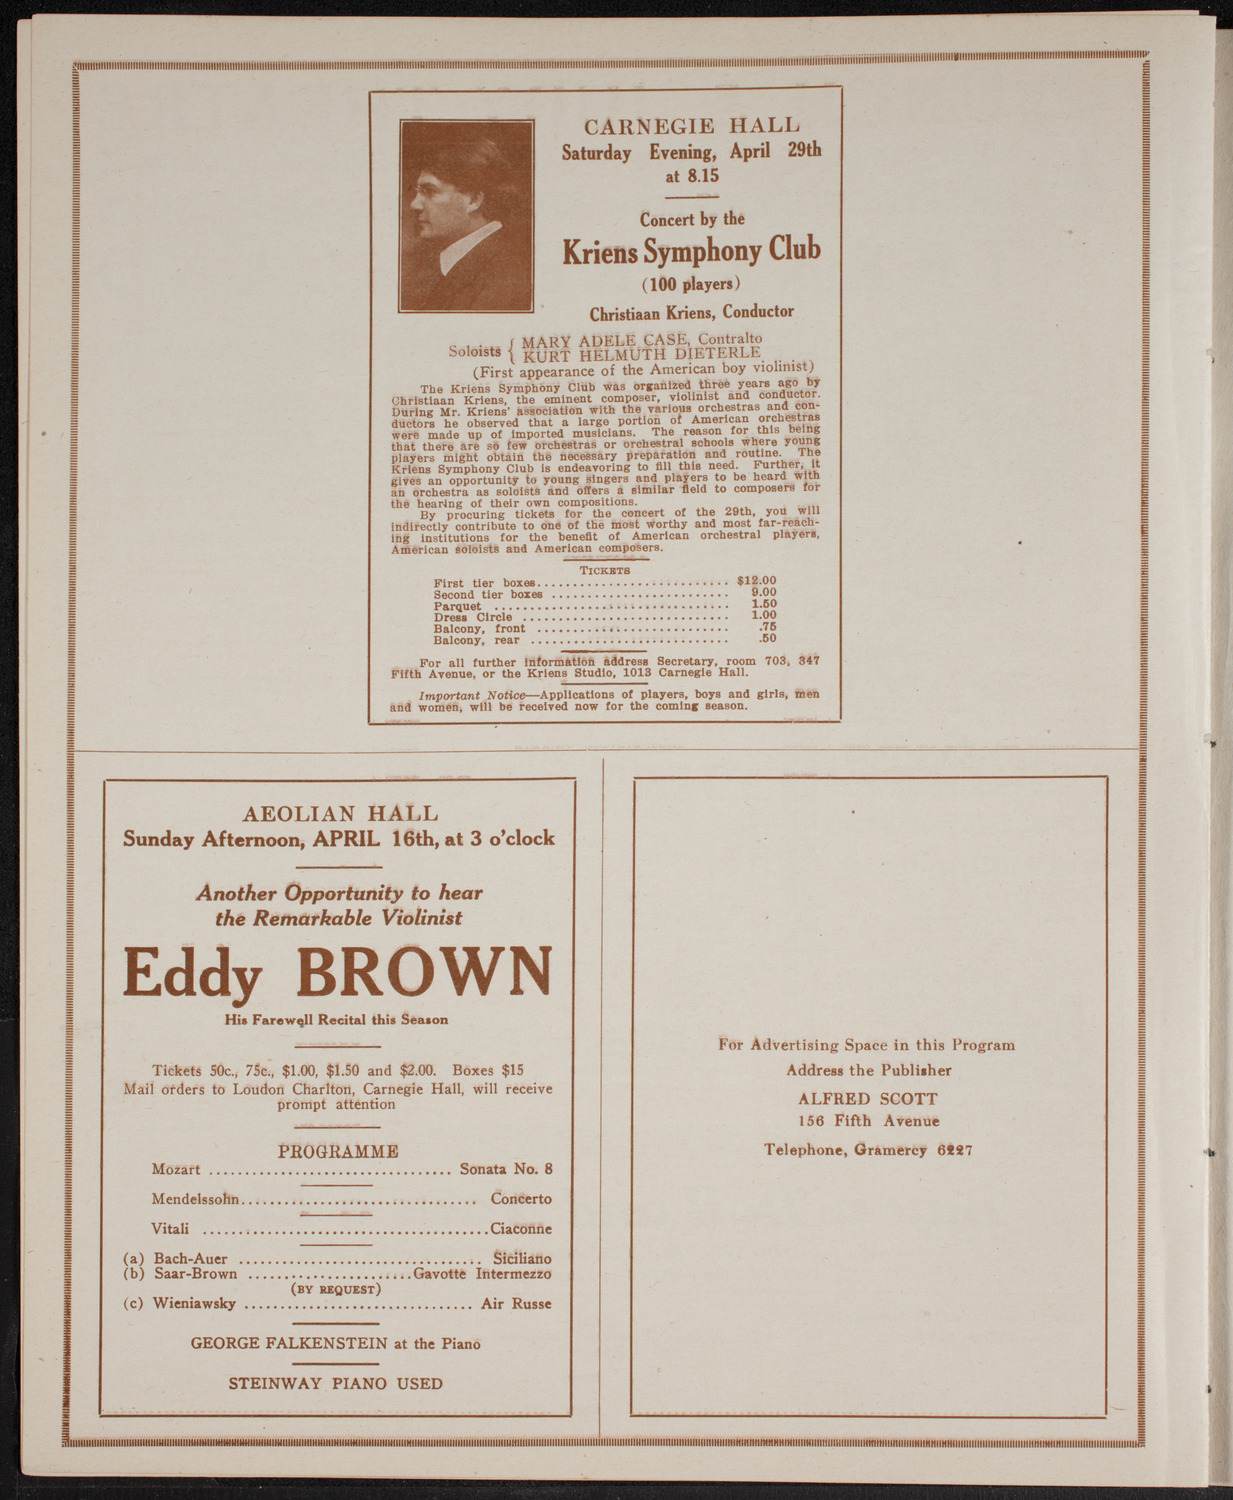 CARNEGIE HALL
Saturday Evening, April 29th
at 8.15
Concert by the
Kriens Symphony Club
(100 players)
Christiaan Kriens, Conductor
Soloists { MARY ADELE CASE, Contralto
KURT HELMUTH DIETERLE
(First appearance of the American boy violinist)
The Kriens Symphony Club was organized three years ago by
Christiaan Kriens, the eminent composer, violinist and conductor.
During Mr. Kriens' association with the various orchestras and con-
ductors he observed that a large portion of American orchestras
were made up of imported musicians. The reason for this being
that there are so few orchestras or orchestral schools where young
players might obtain the necessary preparation and routine. The
Kriens Symphony Club is endeavoring to fill this need. Further, it
gives an opportunity to young singers and players to be heard with
an orchestra as soloists and offers a similar field to composers for
the hearing of their own compositions.
By procuring tickets for the concert of the 29th, you will
indirectly contribute to one of the most worthy and most far-reach-
ing institutions for the benefit of American orchestral players,
American soloists and American composers.
TICKETS
First tier boxes........................... $12.00
Second tier boxes ......................... 9.00
Parquet ................................. 1.50
Dress Circle ............................. 1.00
Balcony, front ........................... .75
Balcony, rear ............................ .50
For all further information address Secretary, room 703, 347
Fifth Avenue, or the Kriens Studio, 1013 Carnegie Hall.
Important Notice—Applications of players, boys and girls, men
and women, will be received now for the coming season.
AEOLIAN HALL
Sunday Afternoon, APRIL 16th, at 3 o'clock
Another Opportunity to hear
the Remarkable Violinist
Eddy BROWN
His Farewell Recital this Season
Tickets 50c., 75c., $1.00, $1.50 and $2.00. Boxes $15
Mail orders to Loudon Charlton, Carnegie Hall, will receive
prompt attention
PROGRAMME
Mozart .................................. Sonata No. 8
Mendelssohn................................. Concerto
Vitali ........................................Ciaconne
(a) Bach-Auer .................................. Siciliano
(b) Saar-Brown .......................Gavotte Intermezzo
(BY REQUEST)
(c) Wieniawsky ................................ Air Russe
GEORGE FALKENSTEIN at the Piano
STEINWAY PIANO USED
For Advertising Space in this Program
Address the Publisher
ALFRED SCOTT
156 Fifth Avenue
Telephone, Gramercy 6227